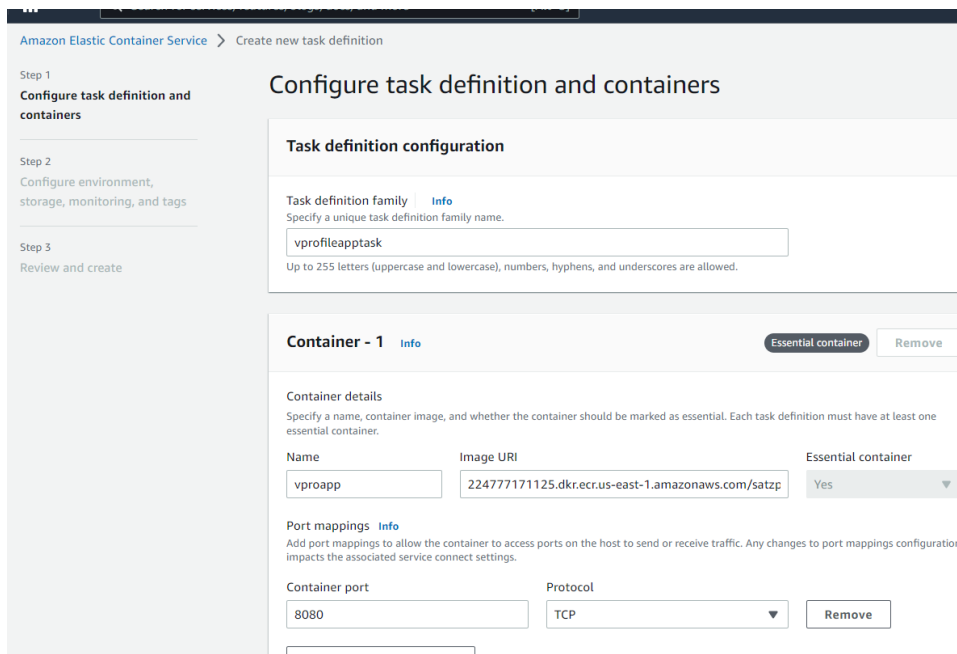 Amazon Elastic Container Service > Create new task definition
Step 1
Configure task definition and
containers
Step 2
Configure environment,
storage, monitoring, and tags
Step 3
Review and create
Configure task definition and containers
Task definition configuration
Task definition family Info
Specify a unique task definition family name.
vprofileapptask
Up to 255 letters (uppercase and lowercase), numbers, hyphens, and underscores are allowed.
Container - 1 Info Essential container Remove
Container details
Specify a name, container image, and whether the container should be marked as essential. Each task definition must have at least one
essential container.
Name Image URI Essential container
vproapp 224777171125.dkr.ecr.us-east-1.amazonaws.com/satzp Yes
Port mappings Info
Add port mappings to allow the container to access ports on the host to send or receive traffic. Any changes to port mappings configuration
impacts the associated service connect settings.
Container port Protocol
8080 TCP Remove